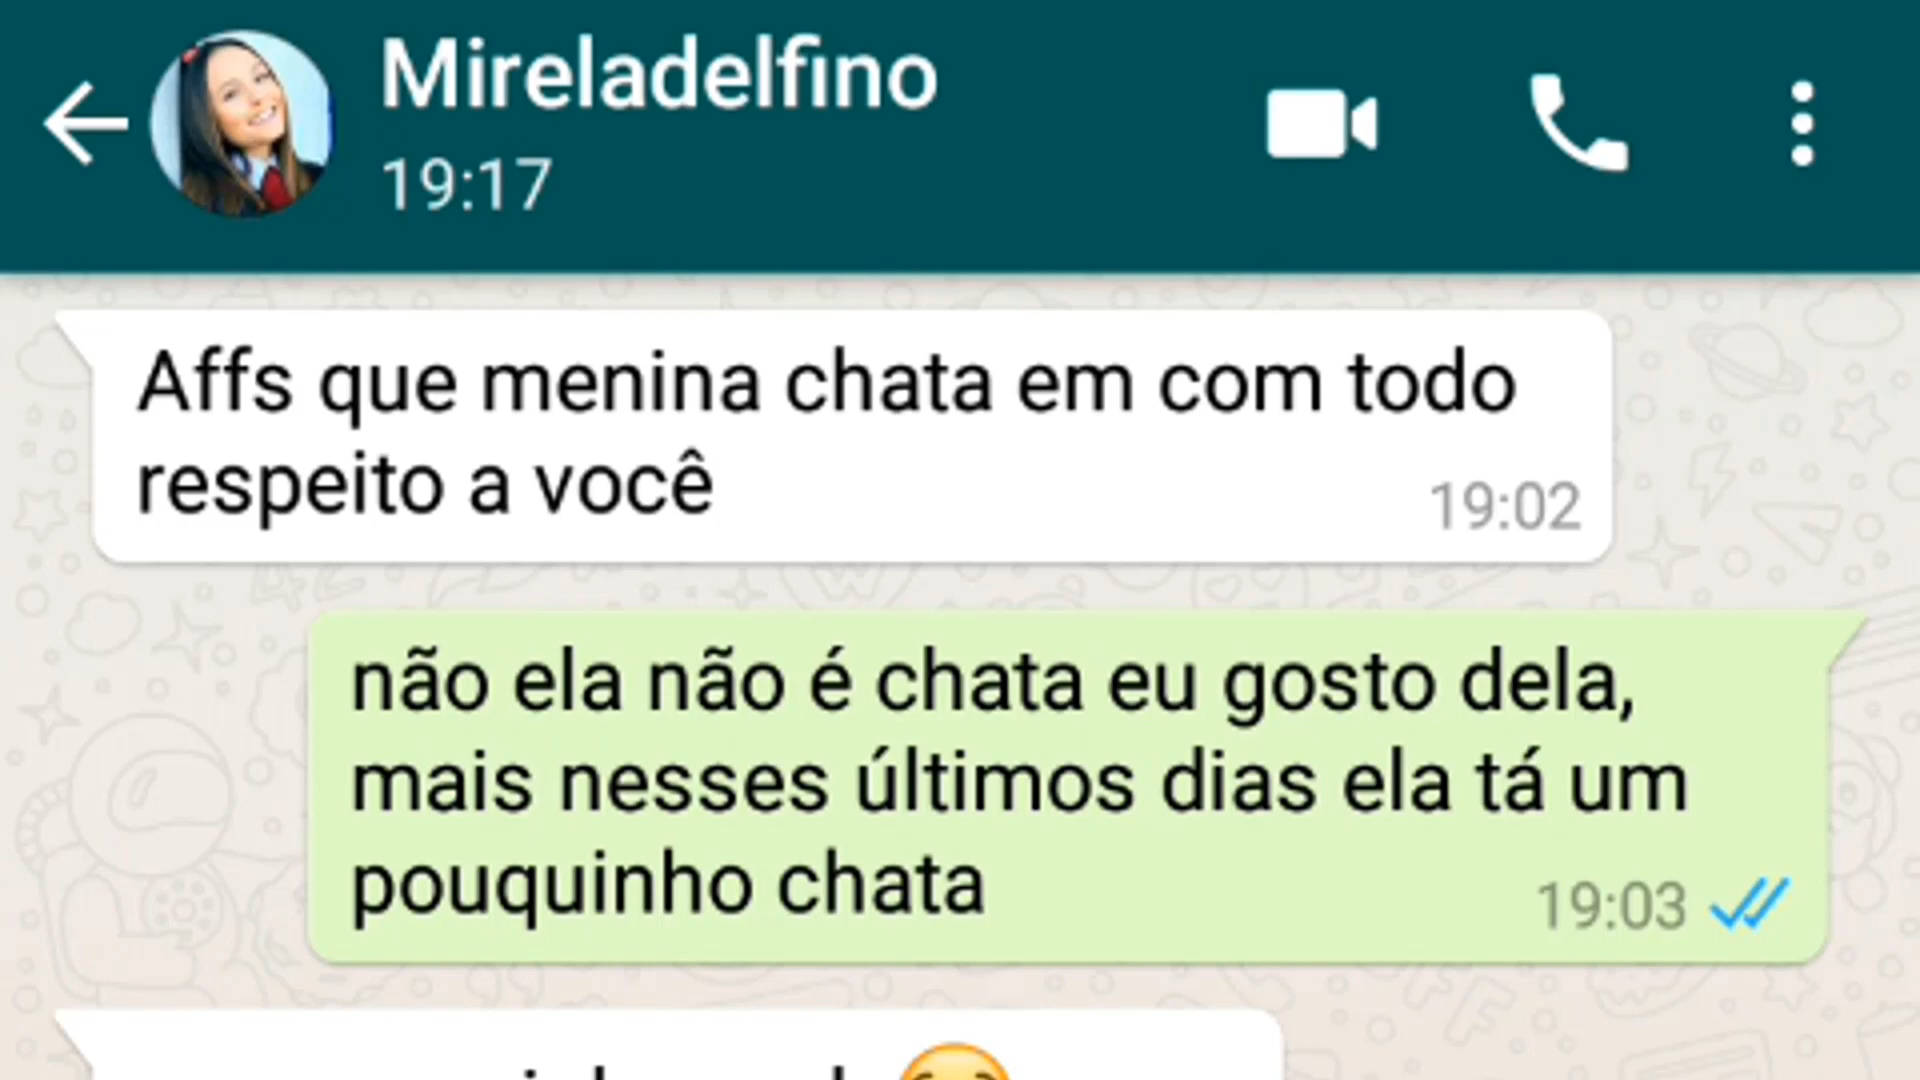 Mireladelfino
19:17
Affs que menina chata em com todo
respeito a você
19:02
não ela não é chata eu gosto dela,
mais nesses últimos dias ela tá um
pouquinho chata
19:03